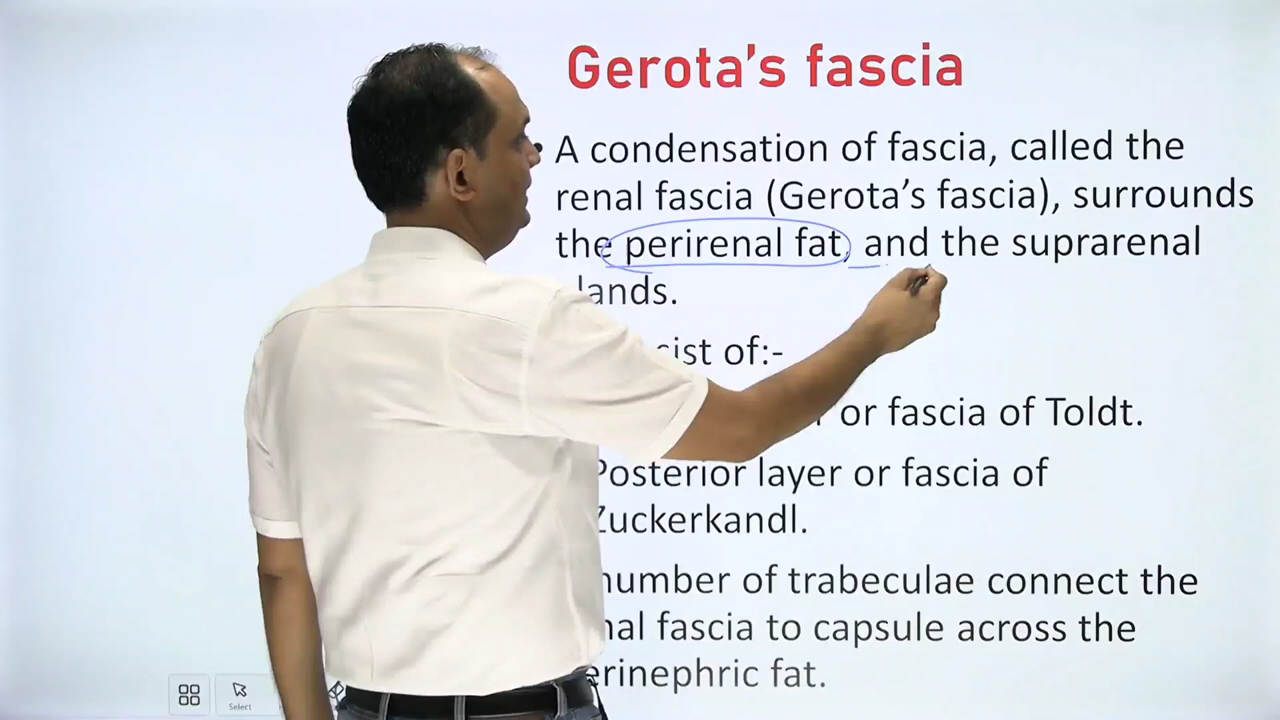 Gerota's fascia
• A condensation of fascia, called the
renal fascia (Gerota's fascia), surrounds
the perirenal fat, and the suprarenal
lands.
sist of:-
or fascia of Toldt.
Posterior layer or fascia of
Zuckerkandl.
number of trabeculae connect the
nal fascia to capsule across the
erinephric fat.
Select